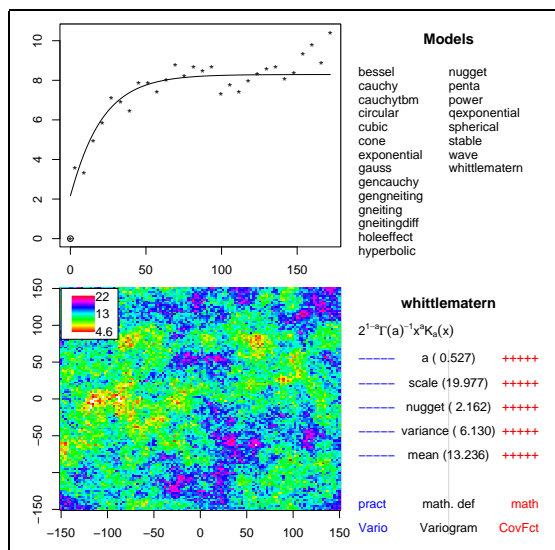 10
8
6
4
2
0
0 50 100 150
Models
bessel nugget
cauchy penta
cauchytbm power
circular qexponential
cubic spherical
cone stable
exponential wave
gauss whittlematern
gencauchy
gengneiting
gneiting
gneitingdiff
holeeffect
hyperbolic
150
100
50
0
−50
−100
−150
22
13
4.6
−150 −100 −50 0 50 100 150
whittlematern
2^{1−a}Γ(a)^{−1}x^{a}K_{a}(x)
−−−−− a ( 0.527) +++++
−−−−− scale (19.977) +++++
−−−−− nugget ( 2.162) +++++
−−−−− variance ( 6.130) +++++
−−−−− mean (13.236) +++++
pract math. def math
Vario Variogram CovFct